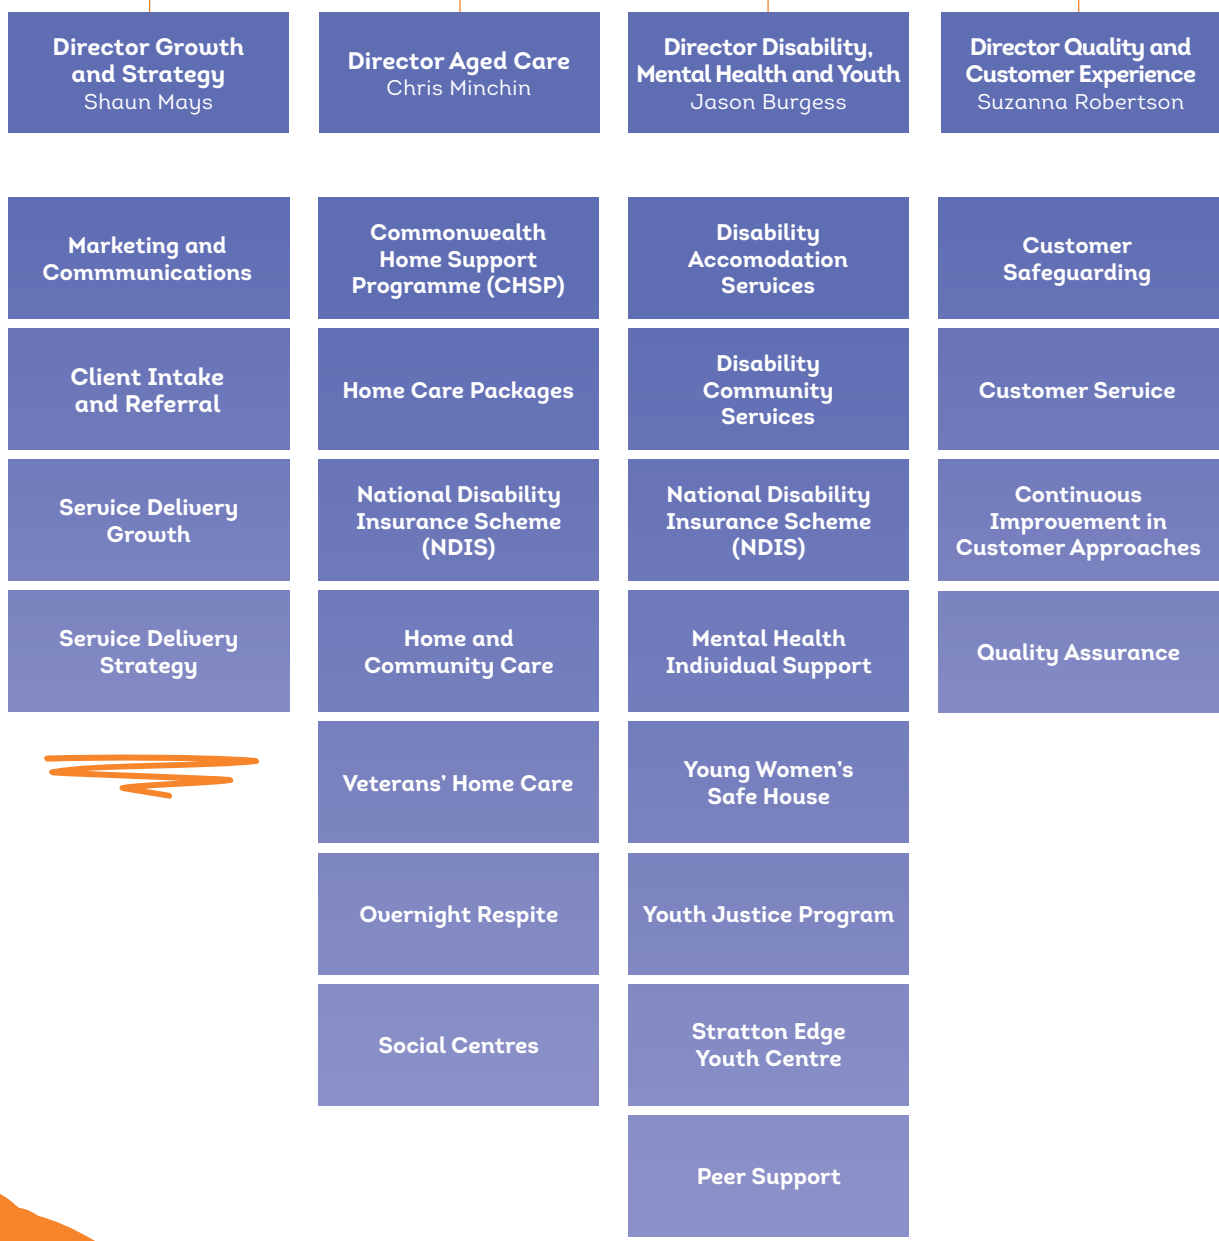 Director Growth
and Strategy
Shaun Mays
Director Aged Care
Chris Minchin
Director Disability,
Mental Health and Youth
Jason Burgess
Director Quality and
Customer Experience
Suzanna Robertson
Marketing and
Commmunications
Client Intake
and Referral
Service Delivery
Growth
Service Delivery
Strategy
Commonwealth
Home Support
Programme (CHSP)
Home Care Packages
National Disability
Insurance Scheme
(NDIS)
Home and
Community Care
Veterans’ Home Care
Overnight Respite
Social Centres
Disability
Accomodation
Services
Disability
Community
Services
National Disability
Insurance Scheme
(NDIS)
Mental Health
Individual Support
Young Women’s
Safe House
Youth Justice Program
Stratton Edge
Youth Centre
Peer Support
Customer
Safeguarding
Customer Service
Continuous
Improvement in
Customer Approaches
Quality Assurance